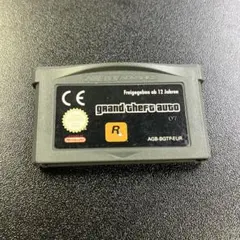 Freigegeben ab 12 Jahren
CE
grand theft auto
R
AGB-BGTP-EUR